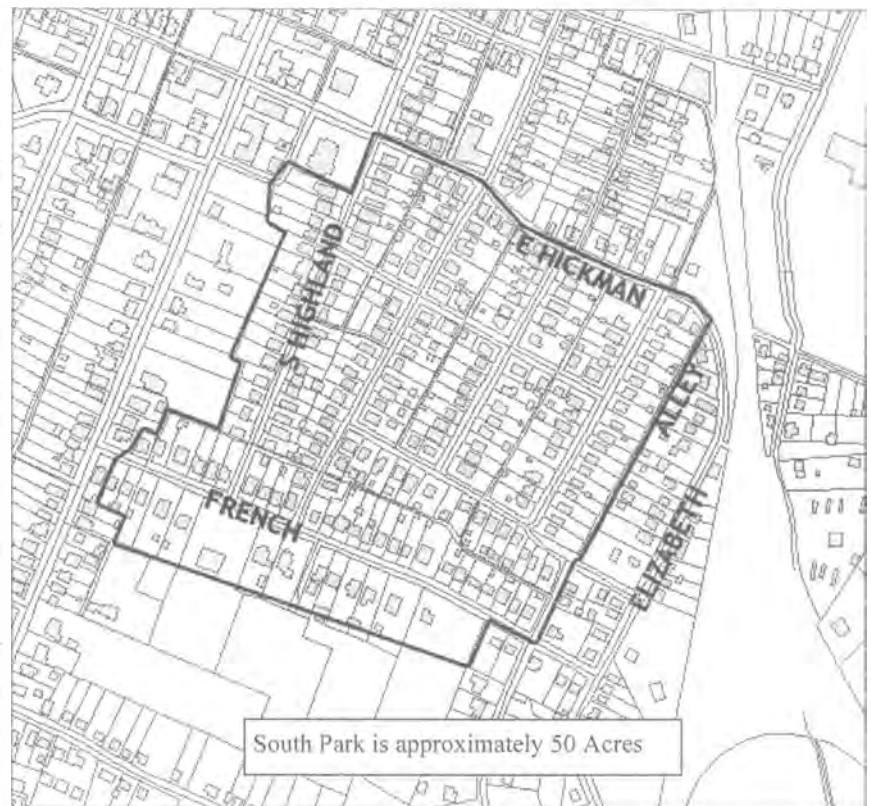 E HICKMAN
S HIGHLAND
ALLEY
FRENCH
ELIZABETH
South Park is approximately 50 Acres